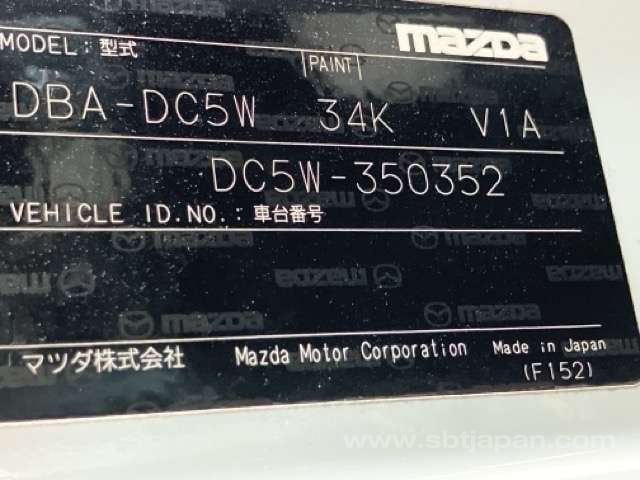 mazda
MODEL: 型式 |PAINT|
DBA-DC5W 34K V1A
DC5W-350352
VEHICLE ID.NO.: 車台番号
マツダ株式会社 Mazda Motor Corporation Made in Japan
(F152)
www.sbtjapan.com